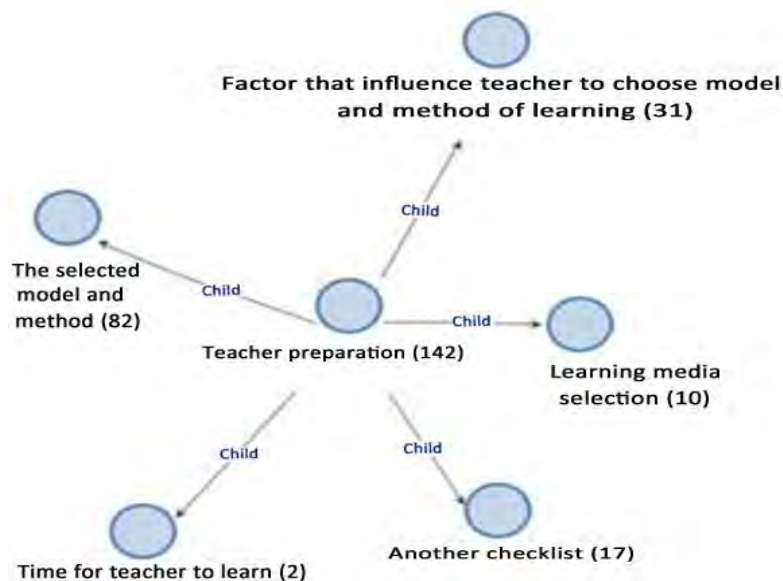 Factor that influence teacher to choose model
and method of learning (31)
Child
The selected
model and
method (82)
Child
Child
Teacher preparation (142)
Learning media
selection (10)
Child
Child
Time for teacher to learn (2)
Another checklist (17)